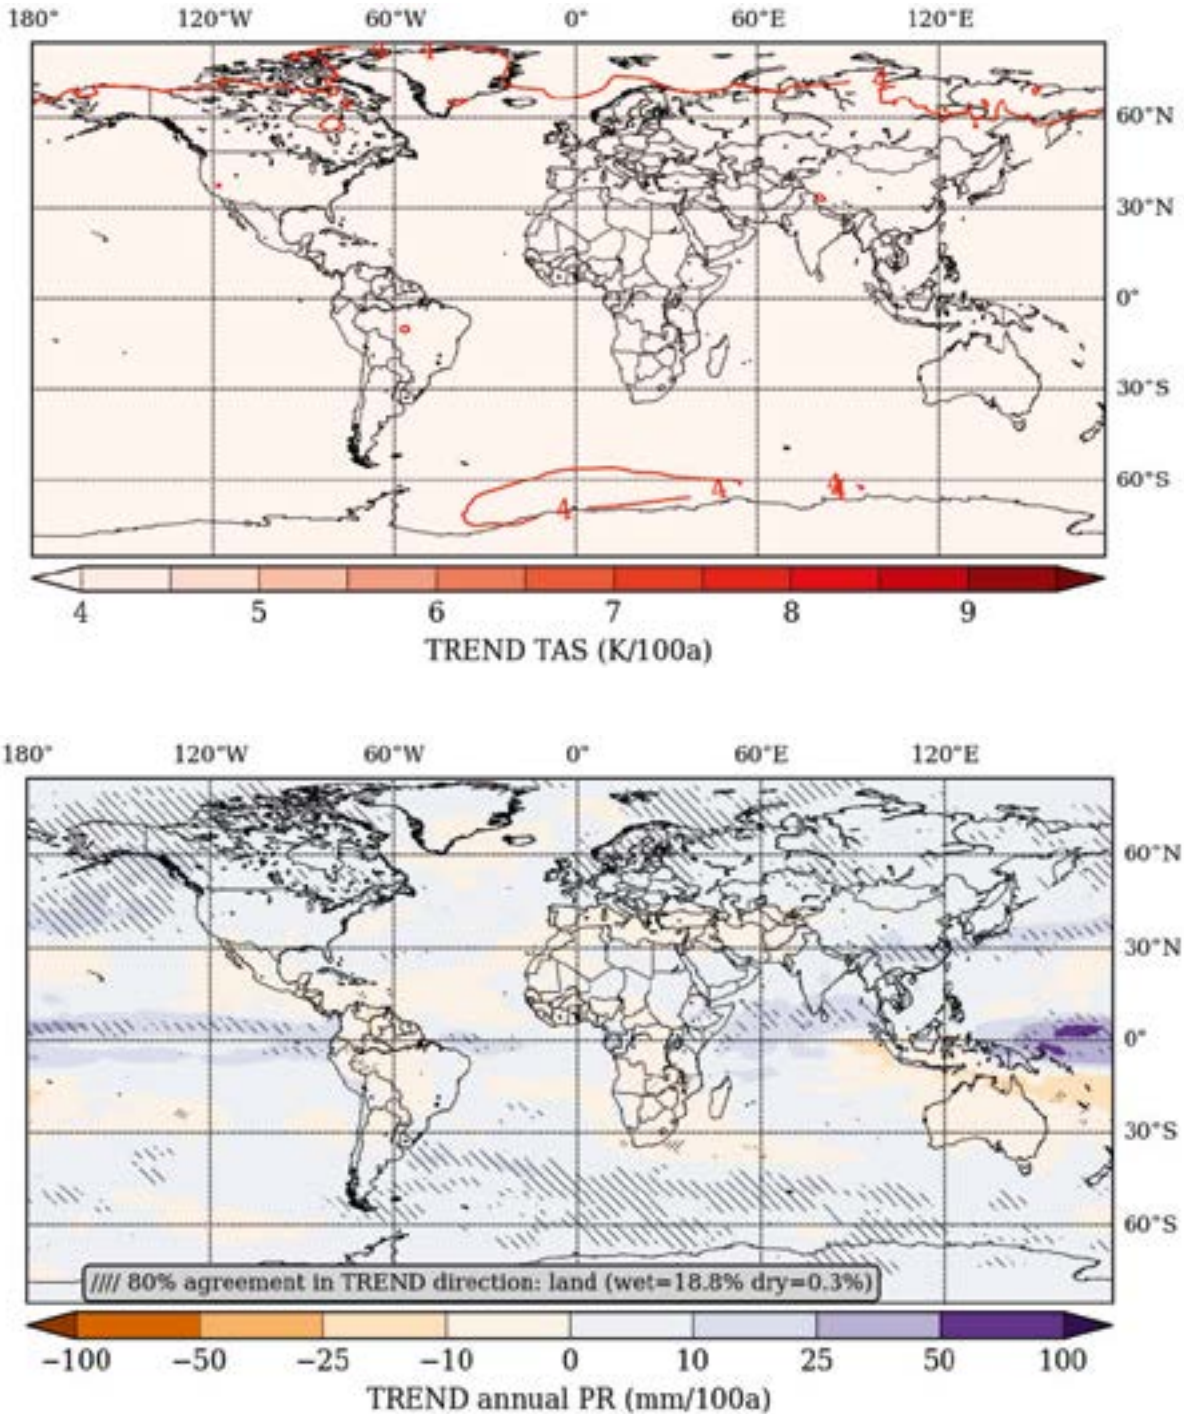 180° 120°W 60°W 0° 60°E 120°E
4 4
4
60°N
30°N
0°
30°S
60°S
4 4 4
4 5 6 7 8 9
TREND TAS (K/100a)
180° 120°W 60°W 0° 60°E 120°E
60°N
30°N
0°
30°S
60°S
//// 80% agreement in TREND direction: land (wet=18.8% dry=0.3%)
−100 −50 −25 −10 0 10 25 50 100
TREND annual PR (mm/100a)